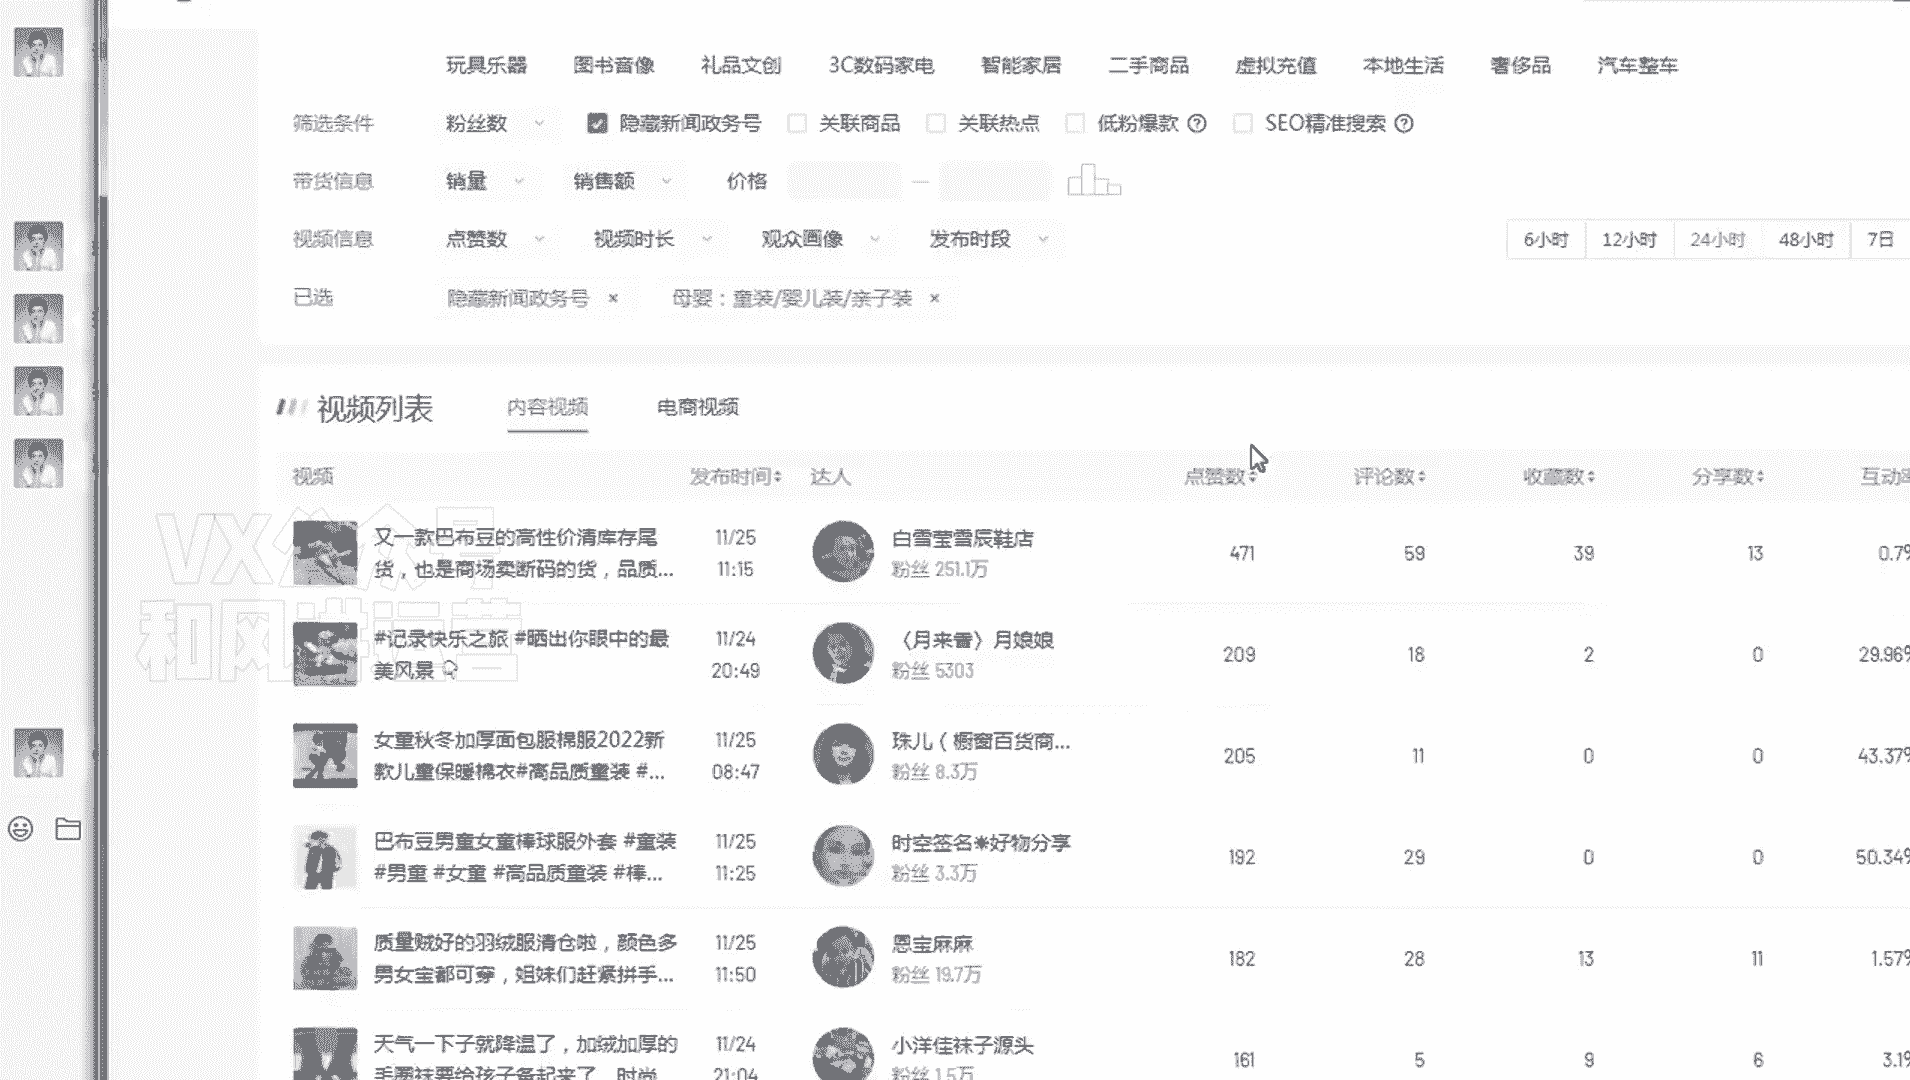 玩具乐器 图书音像 礼品文创 3C数码家电 智能家居 二手商品 虚拟充值 本地生活 奢侈品 汽车整车
筛选条件 粉丝数 隐藏新闻政务号 关联商品 关联热点 低粉爆款 SEO精准搜索
带货信息 销量 销售额 价格 —
视频信息 点赞数 视频时长 观众画像 发布时段 6小时 12小时 24小时 48小时 7日
已选 隐藏新闻政务号 × 母婴：童装/婴儿装/亲子装 ×
视频列表 内容视频 电商视频
视频 发布时间 达人 点赞数 评论数 收藏数 分享数 互动率
又一款巴布豆的高性价清库存尾 11/25 白雪莹雪辰鞋店 471 59 39 13 0.7%
货，也是商场卖断码的货，品质... 11:15 粉丝 251.1万
VX公众号
和风讲运营
#记录快乐之旅 #晒出你眼中的最 11/24 〈月来香〉月娘娘 209 18 2 0 29.96%
美风景 20:49 粉丝 5303
女童秋冬加厚面包服棉服2022新 11/25 珠儿（橱窗百货商... 205 11 0 0 43.37%
款儿童保暖棉衣#高品质童装 #... 08:47 粉丝 8.3万
巴布豆男童女童棒球服外套 #童装 11/25 时空签名❋好物分享 192 29 0 0 50.34%
#男童 #女童 #高品质童装 #棒... 11:25 粉丝 3.3万
质量贼好的羽绒服清仓啦，颜色多 11/25 恩宝麻麻 182 28 13 11 1.57%
男女宝都可穿，姐妹们赶紧拼手... 11:50 粉丝 19.7万
天气一下子就降温了，加绒加厚的 11/24 小洋佳袜子源头 161 5 9 6 3.1%
手圈袜要给孩子备起来了 时尚 21:04 粉丝 1.5万